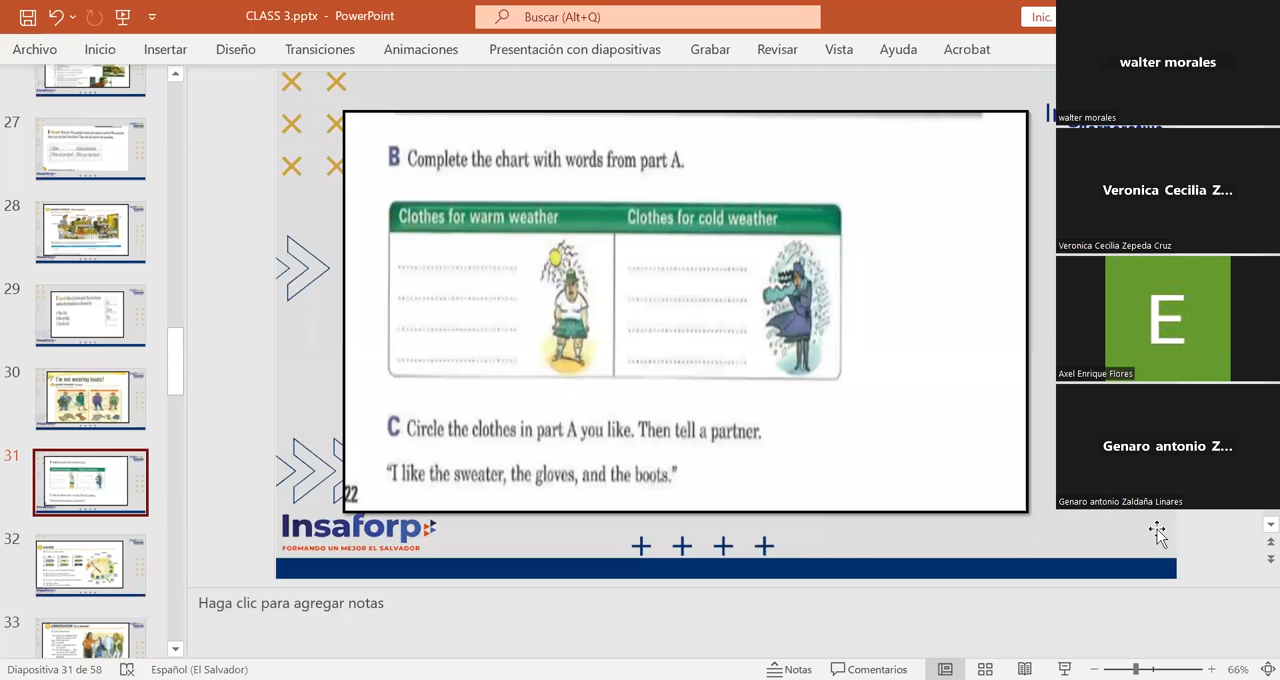 CLASS 3.pptx - PowerPoint
Buscar (Alt+Q)
Inic.
Archivo Inicio Insertar Diseño Transiciones Animaciones Presentación con diapositivas Grabar Revisar Vista Ayuda Acrobat
27
28
29
30
I'm not wearing boots!
31
32
33
B Complete the chart with words from part A.
Clothes for warm weather Clothes for cold weather
C Circle the clothes in part A you like. Then tell a partner.
"I like the sweater, the gloves, and the boots."
22
Insaforp
FORMANDO UN MEJOR EL SALVADOR
walter morales
walter morales
Veronica Cecilia Z...
Veronica Cecilia Zepeda Cruz
E
Axel Enrique Flores
Genaro antonio Z...
Genaro antonio Zaldaña Linares
Haga clic para agregar notas
Diapositiva 31 de 58 Español (El Salvador) Notas Comentarios 66%